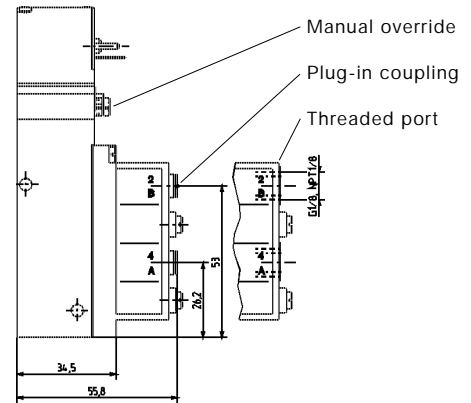 Manual override
Plug-in coupling
Threaded port
2
B
2
B
G1/8, NPT1/8
4
A
4
A
53
26,2
34,5
55,8